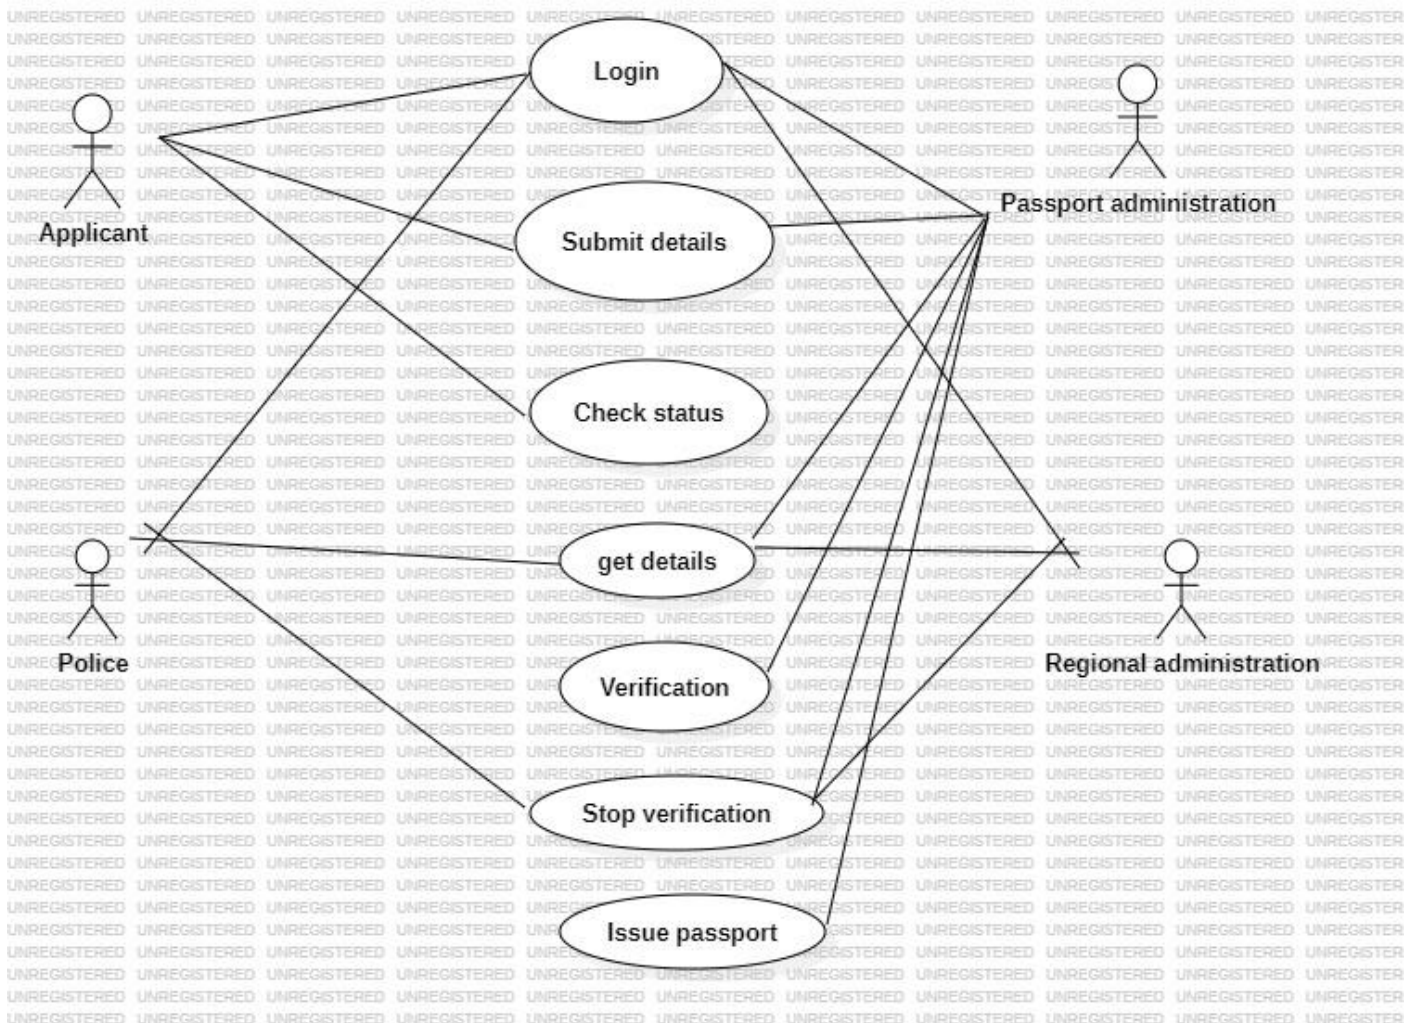 Login
Applicant
Passport administration
Submit details
Check status
get details
Police
Regional administration
Verification
Stop verification
Issue passport
UNREGISTERED